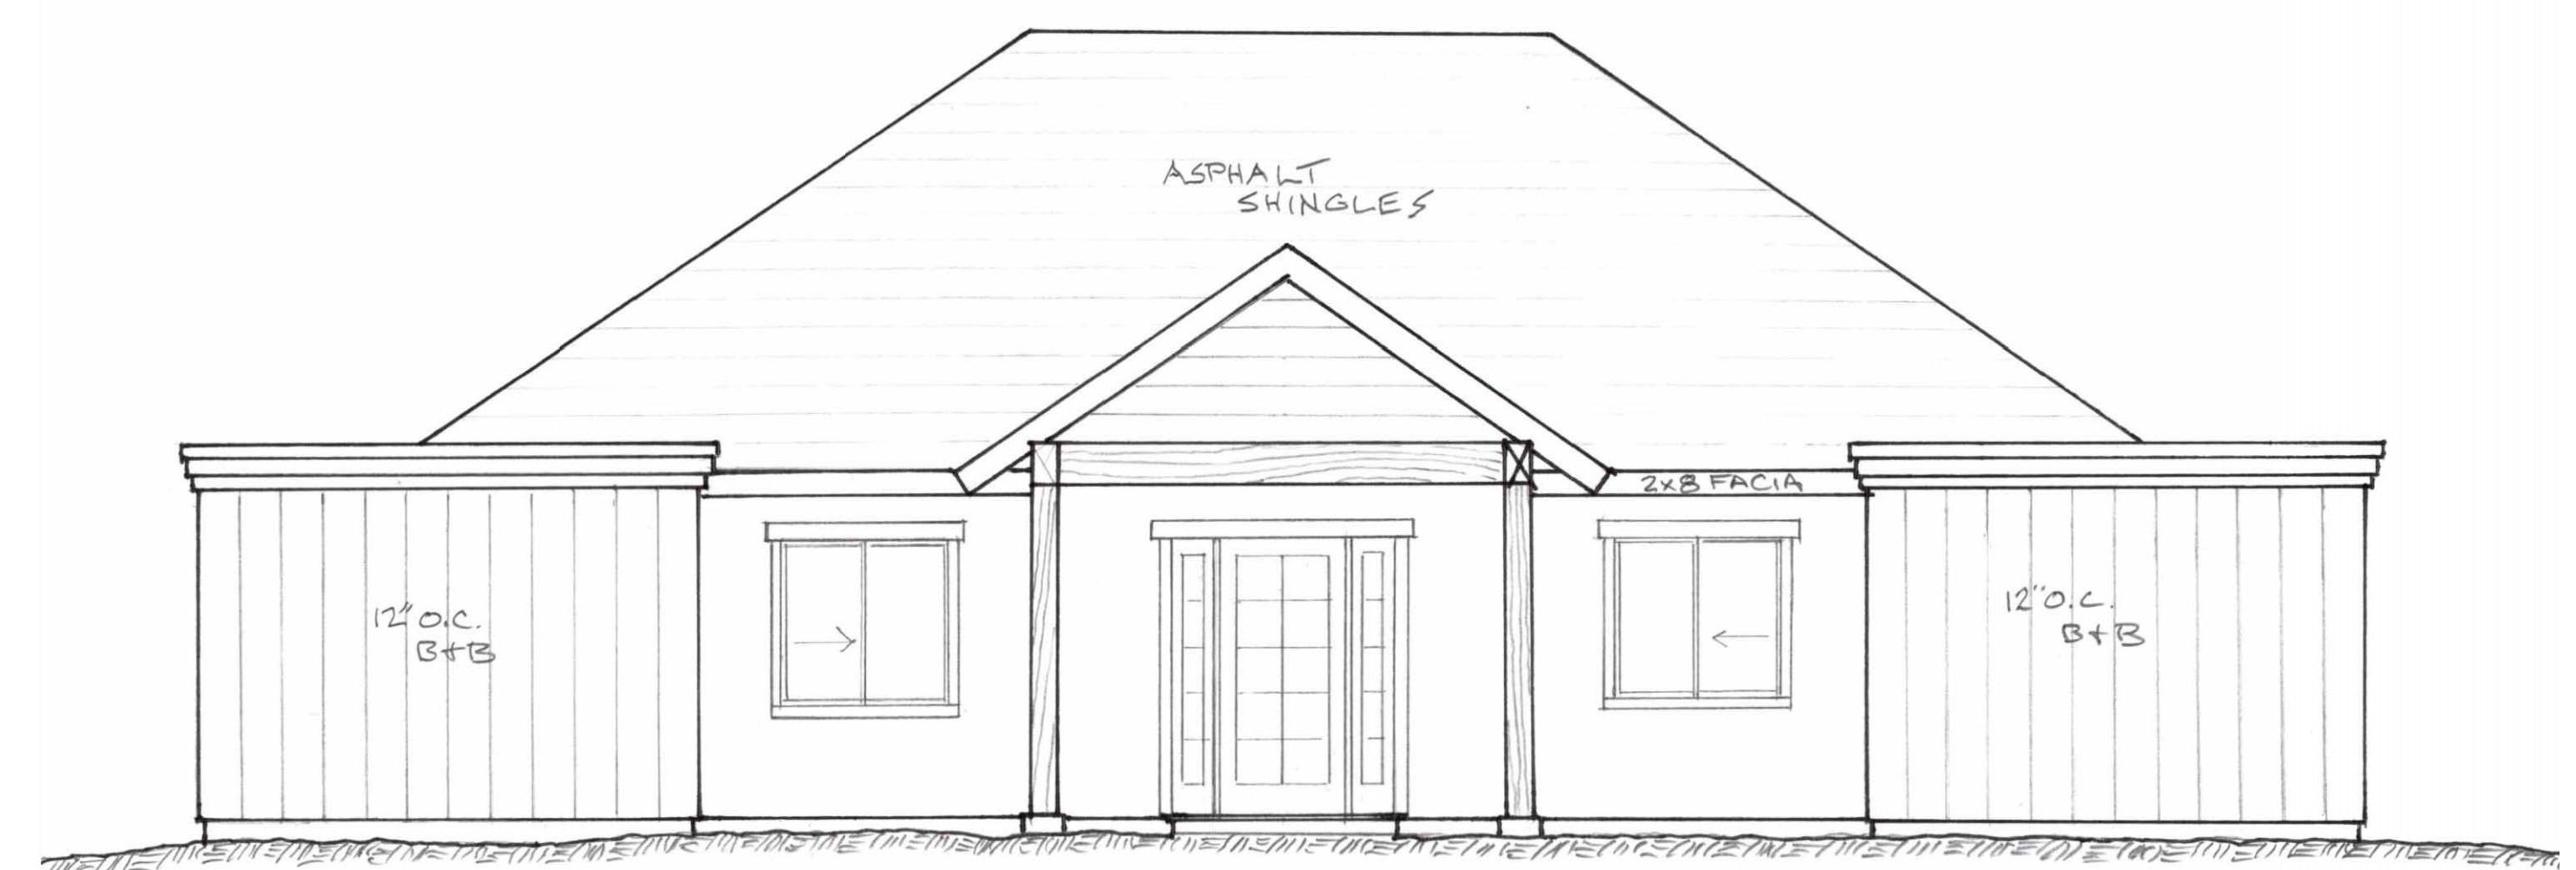 ASPHALT
SHINGLES
2x8 FACIA
12" O.C.
B+B
12" O.C.
B+B